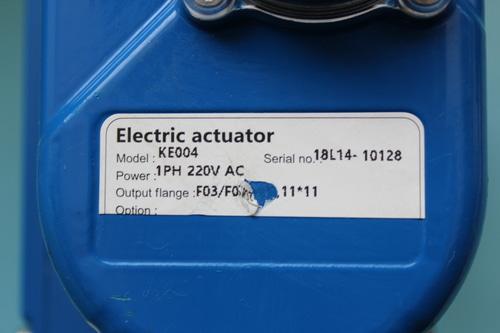 Electric actuator
Model : KE004 Serial no.: 18L14- 10128
Power : 1PH 220V AC
Output flange : F03/F0 11*11
Option :